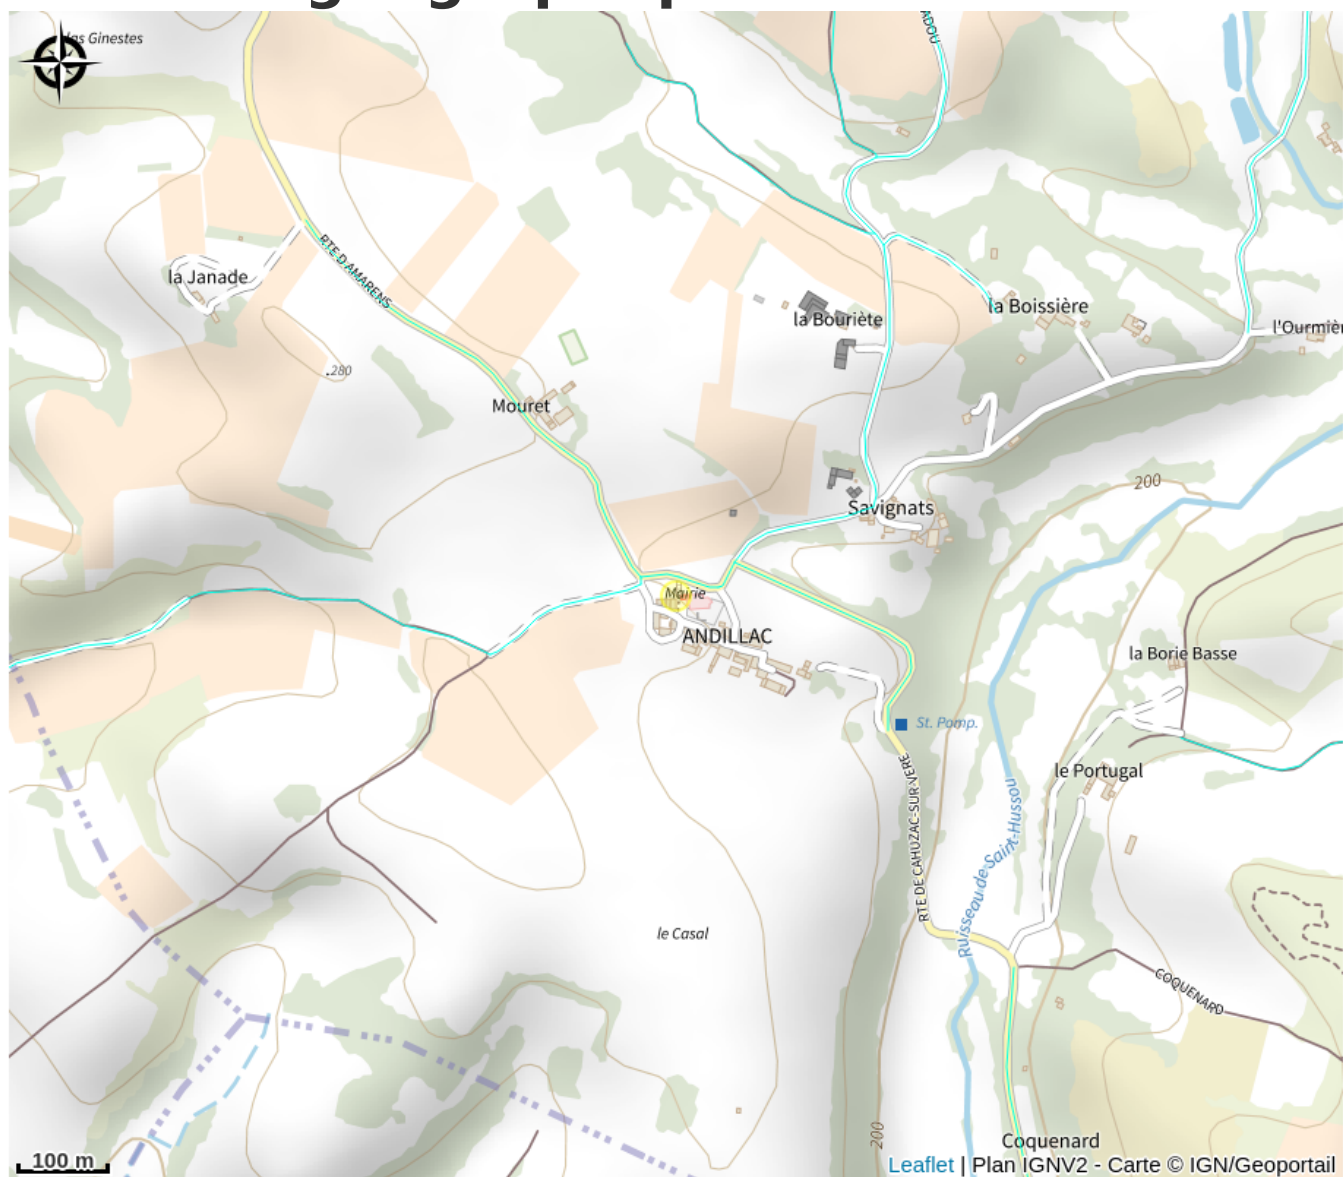 las Ginestes
ADOU
RTE D AMARENS
la Janade
la Boissière
la Bouriète
l'Ourmièr
.280
Mouret
200
Savignats
Mairie
ANDILLAC
la Borie Basse
St. Pomp.
le Portugal
RTE DE CAHUZAC-SUR-VERE
Ruisseau de Saint-Hussou
le Casal
COQUENARD
200
Coquenard
100 m
Leaflet | Plan IGNV2 - Carte © IGN/Geoportail